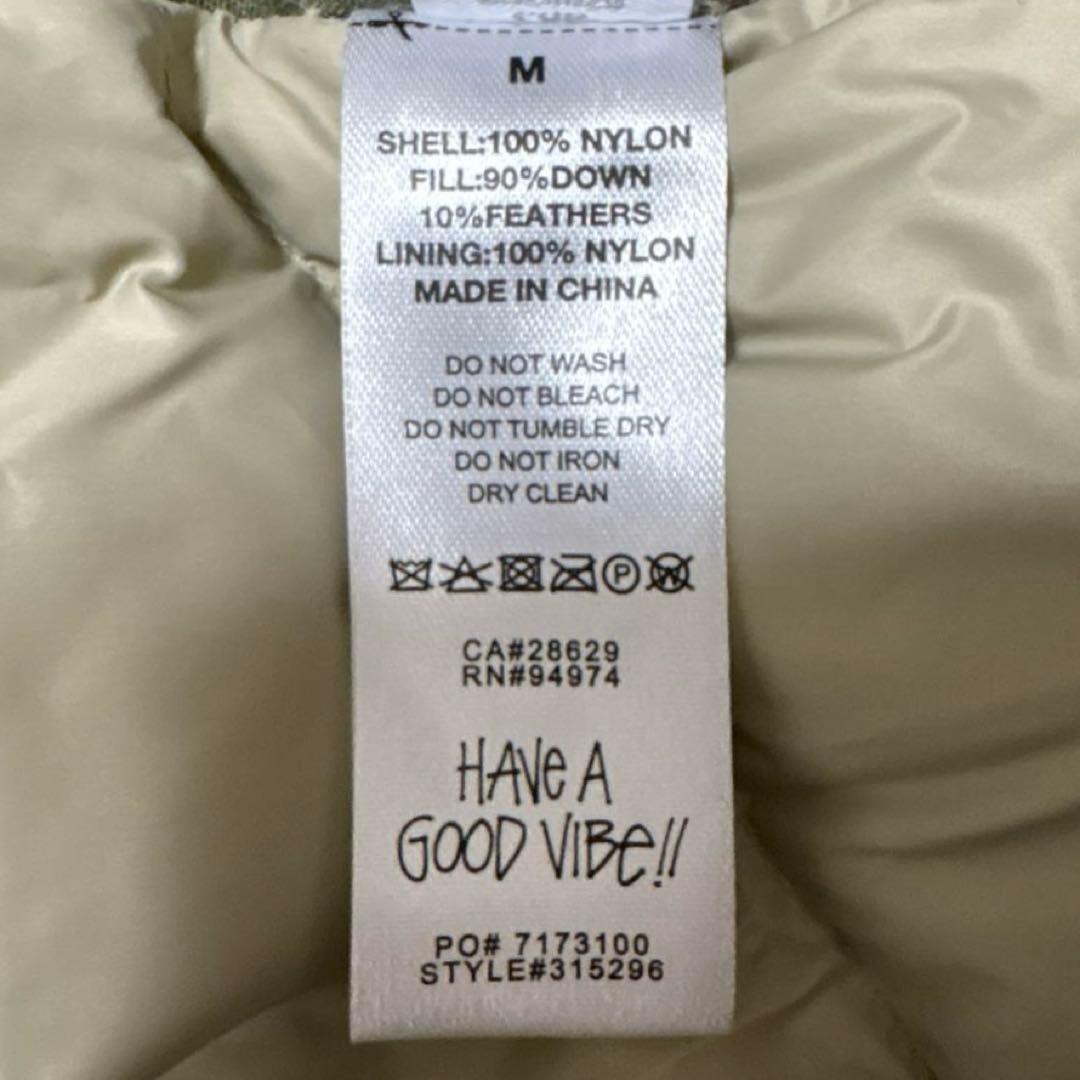 M
SHELL:100% NYLON
FILL:90%DOWN
10%FEATHERS
LINING:100% NYLON
MADE IN CHINA
DO NOT WASH
DO NOT BLEACH
DO NOT TUMBLE DRY
DO NOT IRON
DRY CLEAN
P W
CA#28629
RN#94974
HAVe A
GOOD VIBe!!
PO# 7173100
STYLE#315296